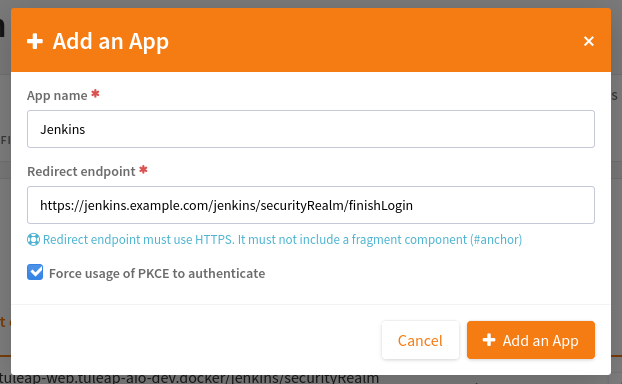 Add an App
App name *
Jenkins
Redirect endpoint *
https://jenkins.example.com/jenkins/securityRealm/finishLogin
Redirect endpoint must use HTTPS. It must not include a fragment component (#anchor)
Force usage of PKCE to authenticate
Cancel
Add an App
tuleap-web.tuleap-aio-dev.docker/jenkins/securityRealm